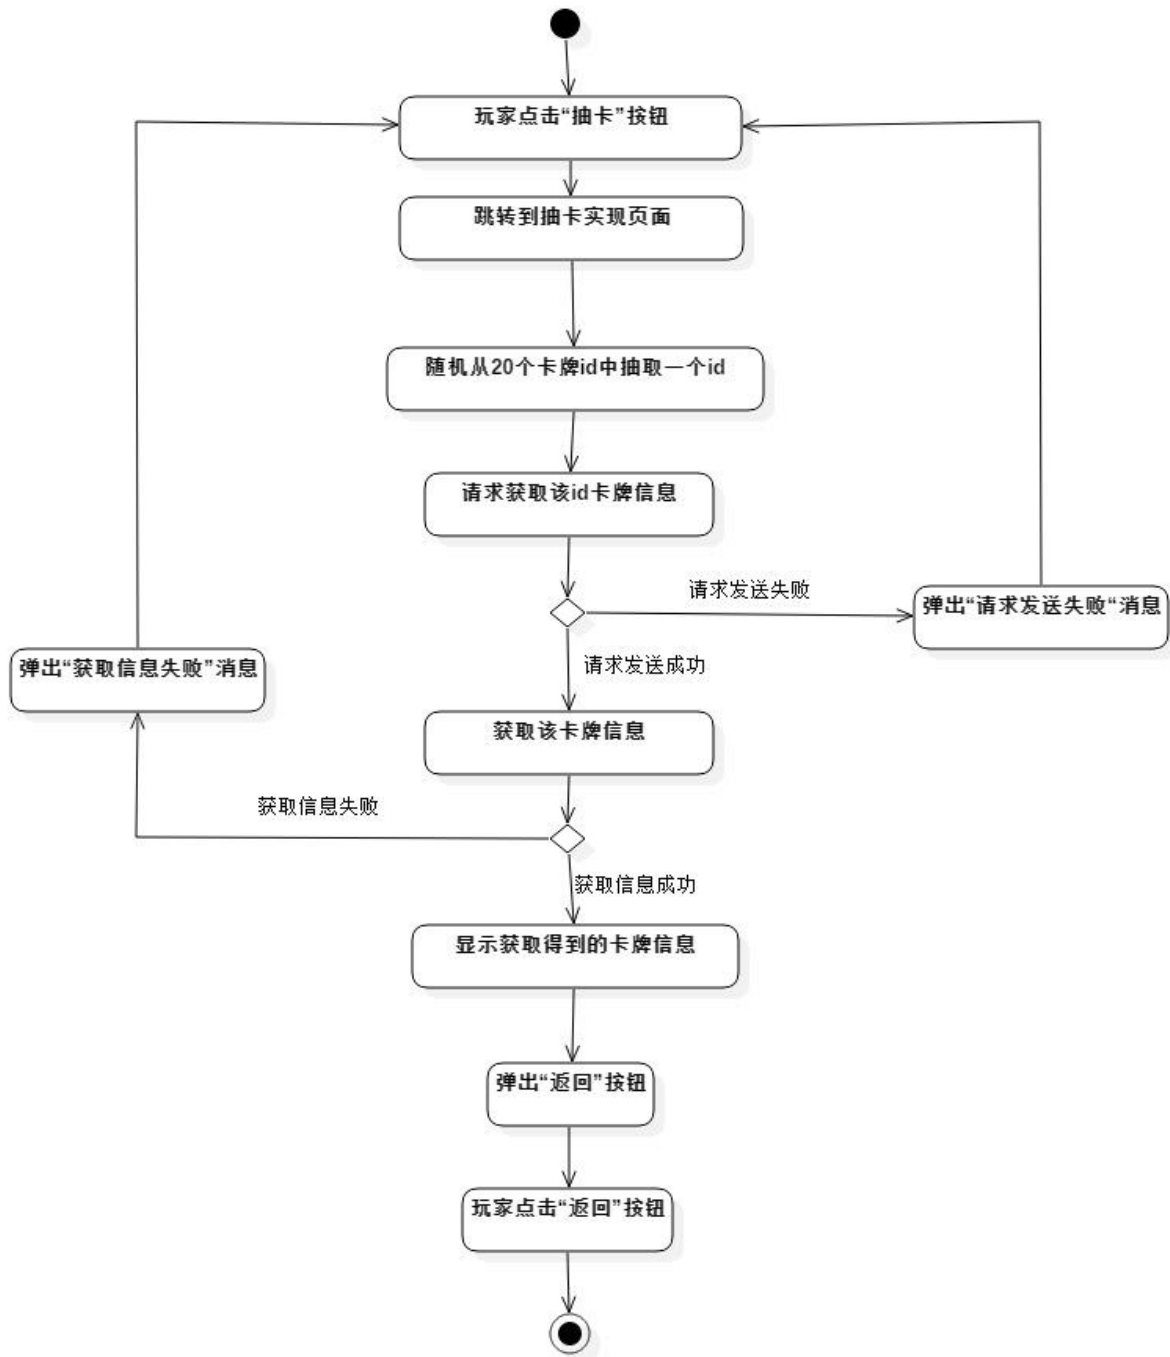 玩家点击“抽卡”按钮
跳转到抽卡实现页面
随机从20个卡牌id中抽取一个id
请求获取该id卡牌信息
请求发送失败
弹出“请求发送失败“消息
请求发送成功
弹出“获取信息失败”消息
获取该卡牌信息
获取信息失败
获取信息成功
显示获取得到的卡牌信息
弹出“返回”按钮
玩家点击“返回”按钮